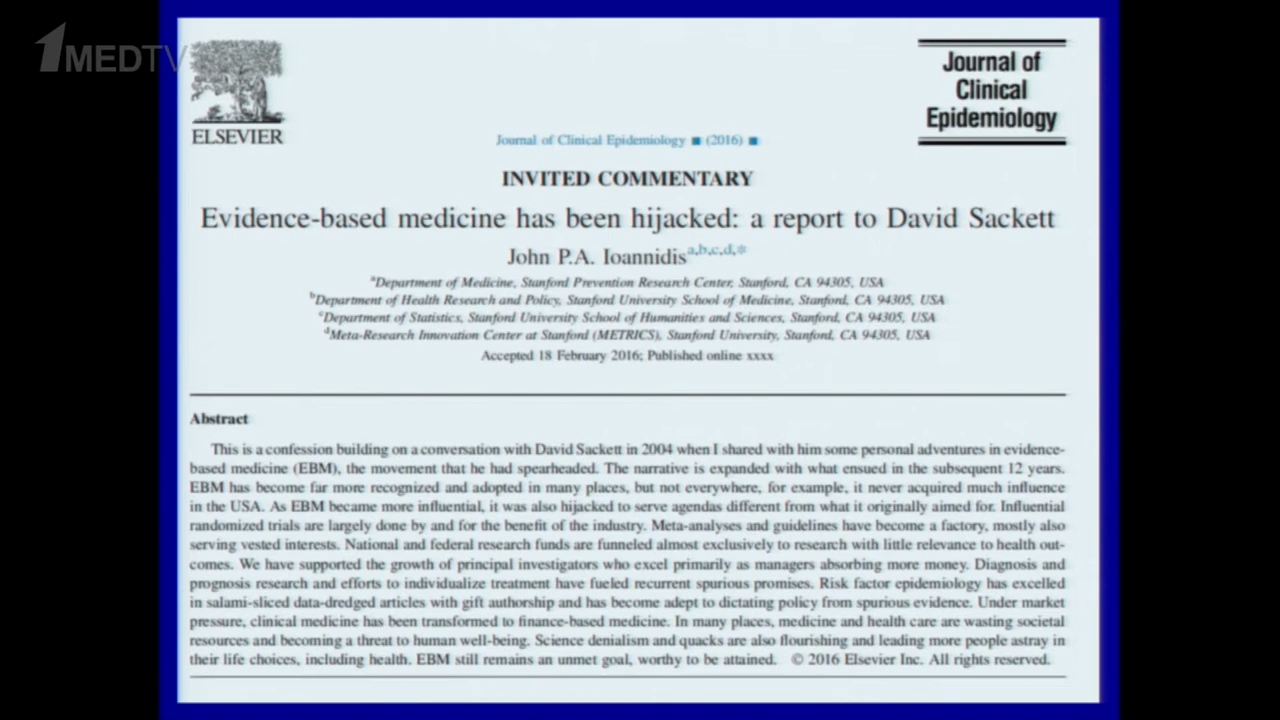 1MEDTV
ELSEVIER
Journal of
Clinical
Epidemiology
Journal of Clinical Epidemiology ■ (2016) ■
INVITED COMMENTARY
Evidence-based medicine has been hijacked: a report to David Sackett
John P.A. Ioannidisa,b,c,d,*
aDepartment of Medicine, Stanford Prevention Research Center, Stanford, CA 94305, USA
bDepartment of Health Research and Policy, Stanford University School of Medicine, Stanford, CA 94305, USA
cDepartment of Statistics, Stanford University School of Humanities and Sciences, Stanford, CA 94305, USA
dMeta-Research Innovation Center at Stanford (METRICS), Stanford University, Stanford, CA 94305, USA
Accepted 18 February 2016; Published online xxxx
Abstract
This is a confession building on a conversation with David Sackett in 2004 when I shared with him some personal adventures in evidence-
based medicine (EBM), the movement that he had spearheaded. The narrative is expanded with what ensued in the subsequent 12 years.
EBM has become far more recognized and adopted in many places, but not everywhere, for example, it never acquired much influence
in the USA. As EBM became more influential, it was also hijacked to serve agendas different from what it originally aimed for. Influential
randomized trials are largely done by and for the benefit of the industry. Meta-analyses and guidelines have become a factory, mostly also
serving vested interests. National and federal research funds are funneled almost exclusively to research with little relevance to health out-
comes. We have supported the growth of principal investigators who excel primarily as managers absorbing more money. Diagnosis and
prognosis research and efforts to individualize treatment have fueled recurrent spurious promises. Risk factor epidemiology has excelled
in salami-sliced data-dredged articles with gift authorship and has become adept to dictating policy from spurious evidence. Under market
pressure, clinical medicine has been transformed to finance-based medicine. In many places, medicine and health care are wasting societal
resources and becoming a threat to human well-being. Science denialism and quacks are also flourishing and leading more people astray in
their life choices, including health. EBM still remains an unmet goal, worthy to be attained. © 2016 Elsevier Inc. All rights reserved.